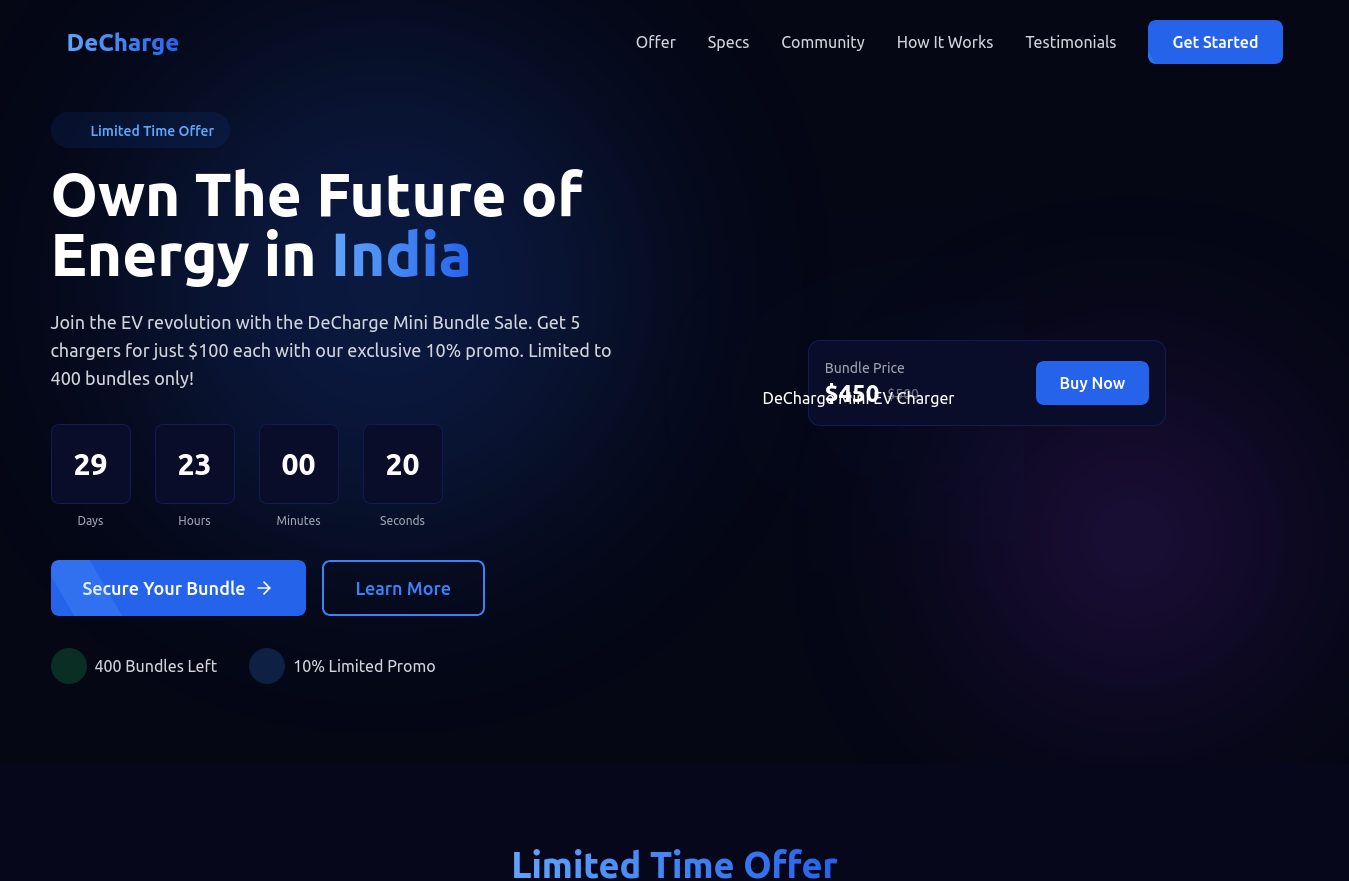 DeCharge
Offer
Specs
Community
How It Works
Testimonials
Get Started
Limited Time Offer
Own The Future of
Energy in India
Join the EV revolution with the DeCharge Mini Bundle Sale. Get 5
chargers for just $100 each with our exclusive 10% promo. Limited to
400 bundles only!
29
23
00
20
Days
Hours
Minutes
Seconds
Secure Your Bundle
Learn More
400 Bundles Left
10% Limited Promo
Bundle Price
$450
DeCharge Mini EV Charger
Buy Now
Limited Time Offer